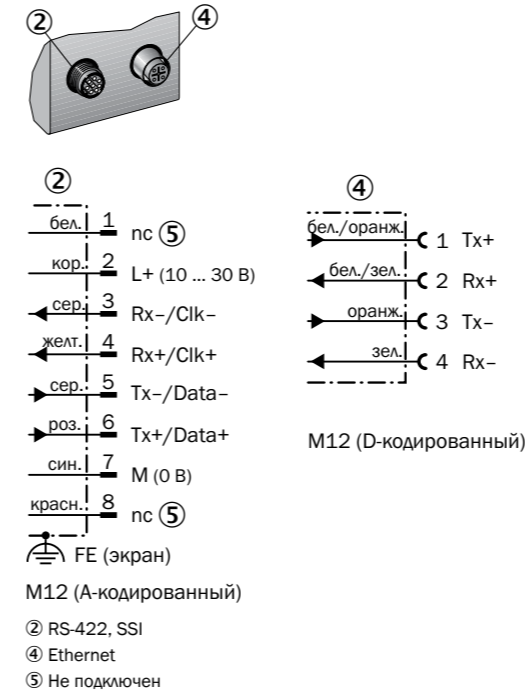 ② ④
②
бел. 1 nc ⑤
кор. 2 L+ (10 ... 30 В)
сер. 3 Rx–/Clk–
желт. 4 Rx+/Clk+
сер. 5 Tx–/Data–
роз. 6 Tx+/Data+
син. 7 M (0 В)
красн. 8 nc ⑤
FE (экран)
M12 (А-кодированный)
② RS-422, SSI
④ Ethernet
⑤ Не подключен
④
бел./оранж. 1 Tx+
бел./зел. 2 Rx+
оранж. 3 Tx–
зел. 4 Rx–
M12 (D-кодированный)